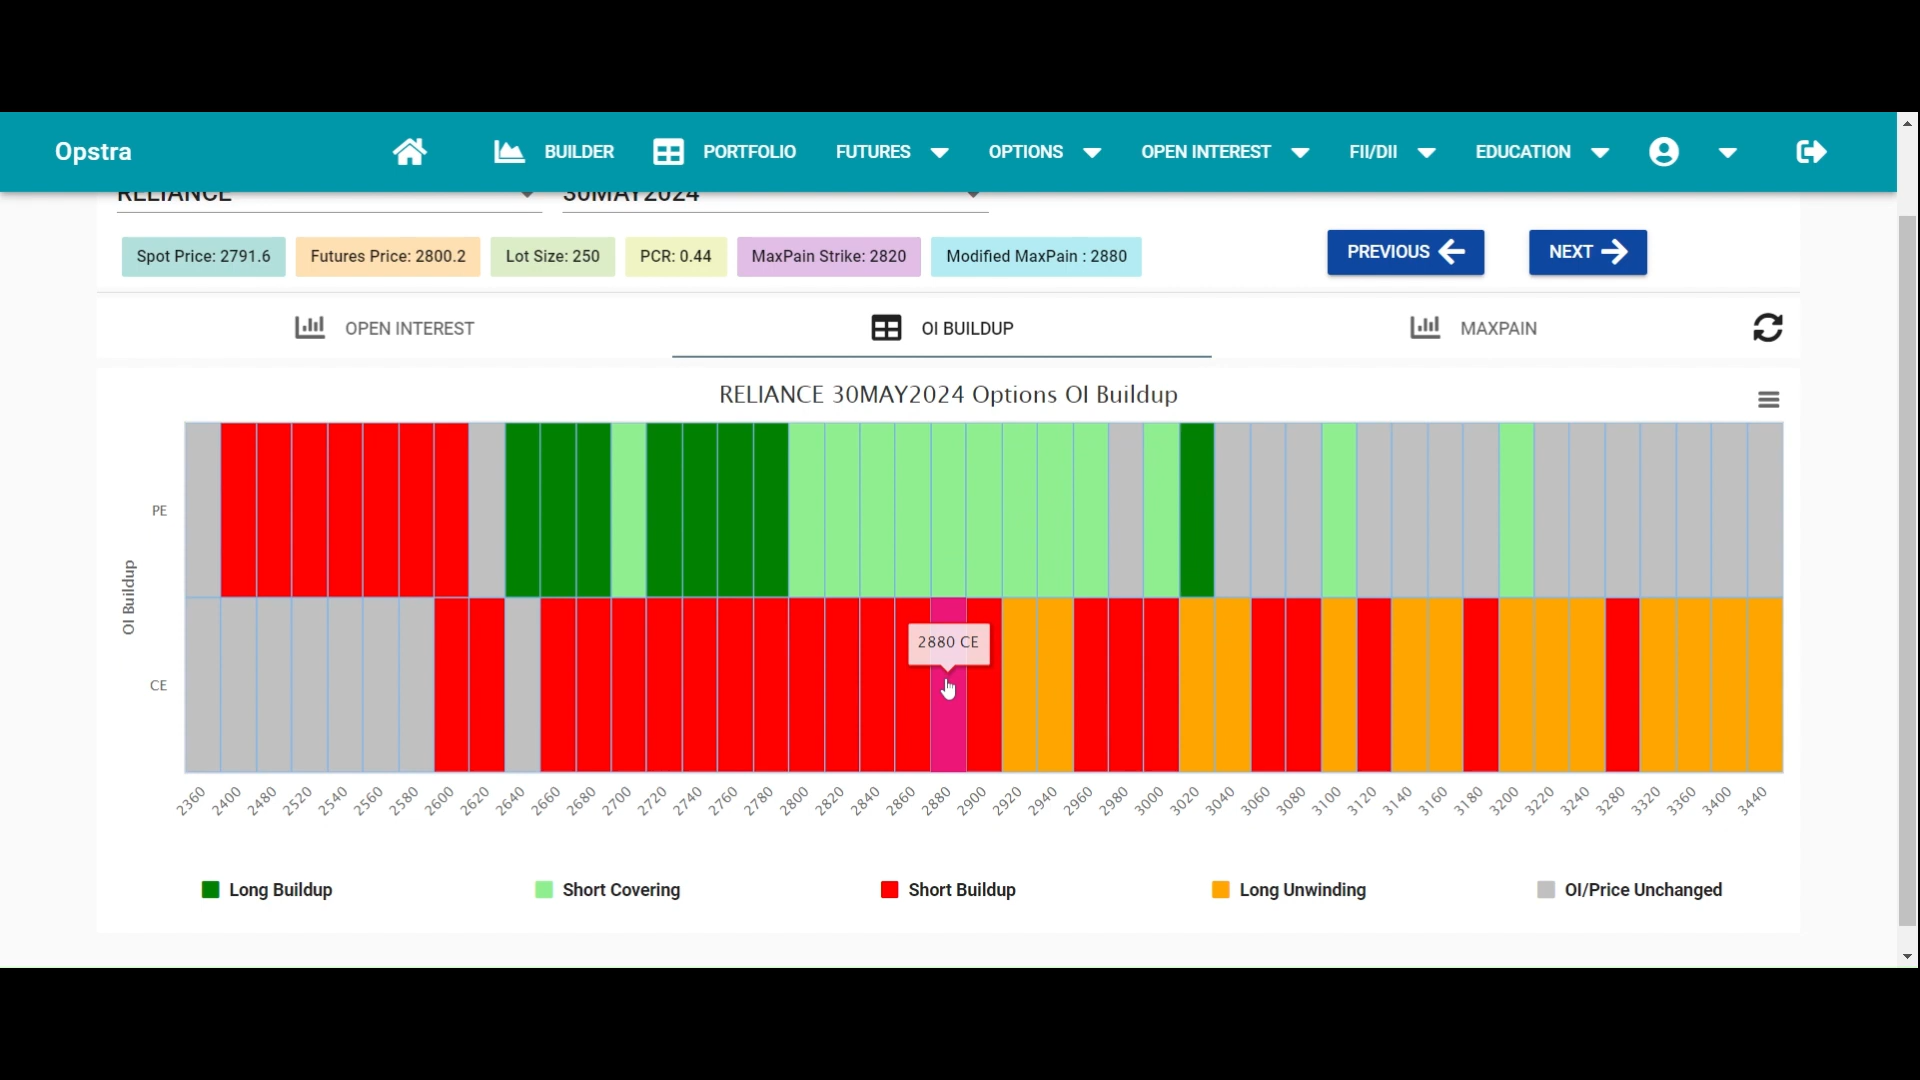 Opstra
BUILDER
PORTFOLIO
FUTURES
OPTIONS
OPEN INTEREST
FII/DII
EDUCATION
RELIANCE
30MAY2024
Spot Price: 2791.6
Futures Price: 2800.2
Lot Size: 250
PCR: 0.44
MaxPain Strike: 2820
Modified MaxPain : 2880
PREVIOUS
NEXT
OPEN INTEREST
OI BUILDUP
MAXPAIN
RELIANCE 30MAY2024 Options OI Buildup
PE
OI Buildup
2880 CE
CE
2360 2400 2480 2520 2540 2560 2580 2600 2620 2640 2660 2680 2700 2720 2740 2760 2780 2800 2820 2840 2860 2880 2900 2920 2940 2960 2980 3000 3020 3040 3060 3080 3100 3120 3140 3160 3180 3200 3220 3240 3280 3320 3360 3400 3440
Long Buildup
Short Covering
Short Buildup
Long Unwinding
OI/Price Unchanged